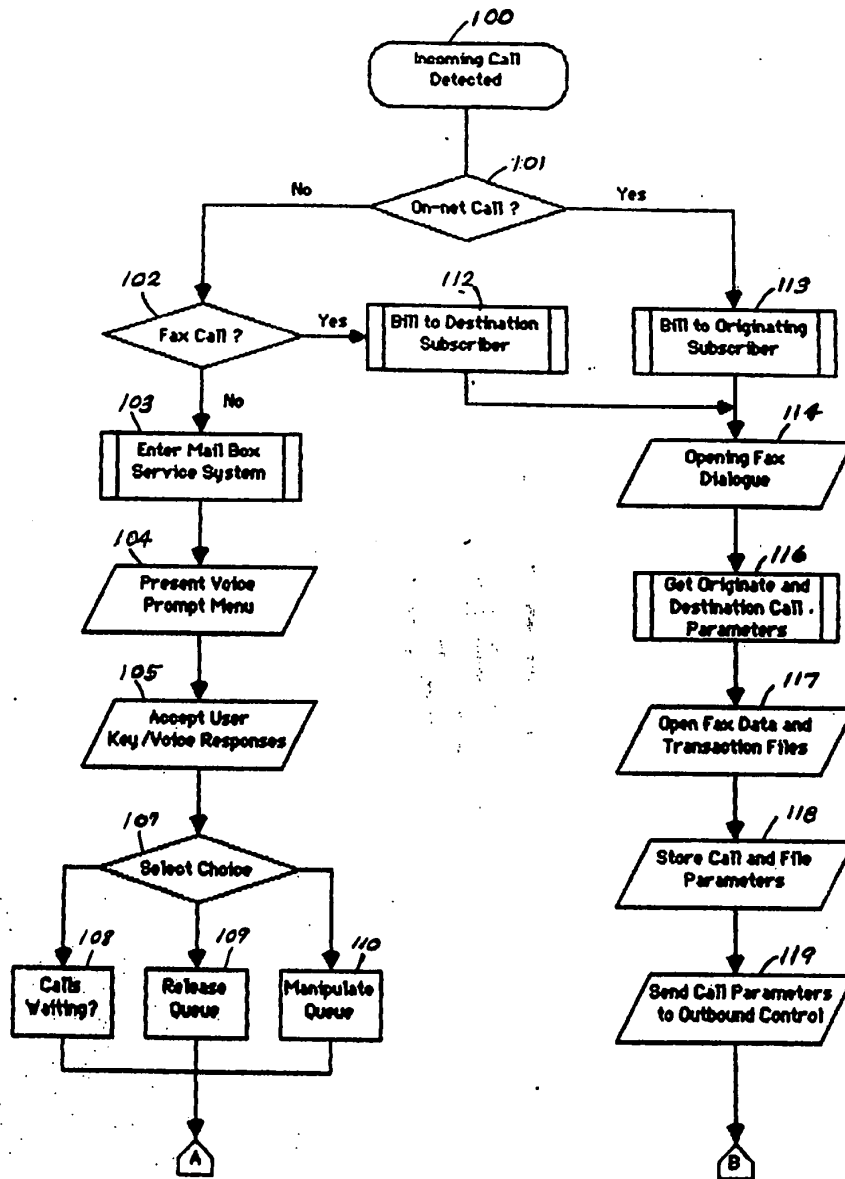 100
Incoming Call
Detected
101
No
On-net Call ?
Yes
102
Fax Call ?
Yes
112
Bill to Destination
Subscriber
113
Bill to Originating
Subscriber
No
103
Enter Mail Box
Service System
114
Opening Fax
Dialogue
104
Present Voice
Prompt Menu
116
Get Originate and
Destination Call
Parameters
105
Accept User
Key/Voice Responses
117
Open Fax Data and
Transaction Files
107
Select Choice
118
Store Call and File
Parameters
108
Calls
Waiting?
109
Release
Queue
110
Manipulate
Queue
119
Send Call Parameters
to Outbound Control
A
B